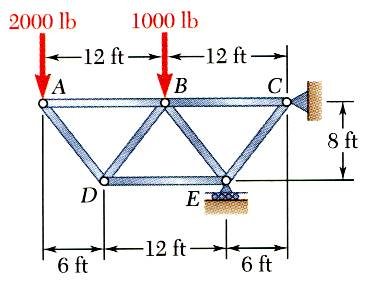 2000 lb 1000 lb
12 ft 12 ft
A B C
8 ft
D E
12 ft
6 ft 6 ft